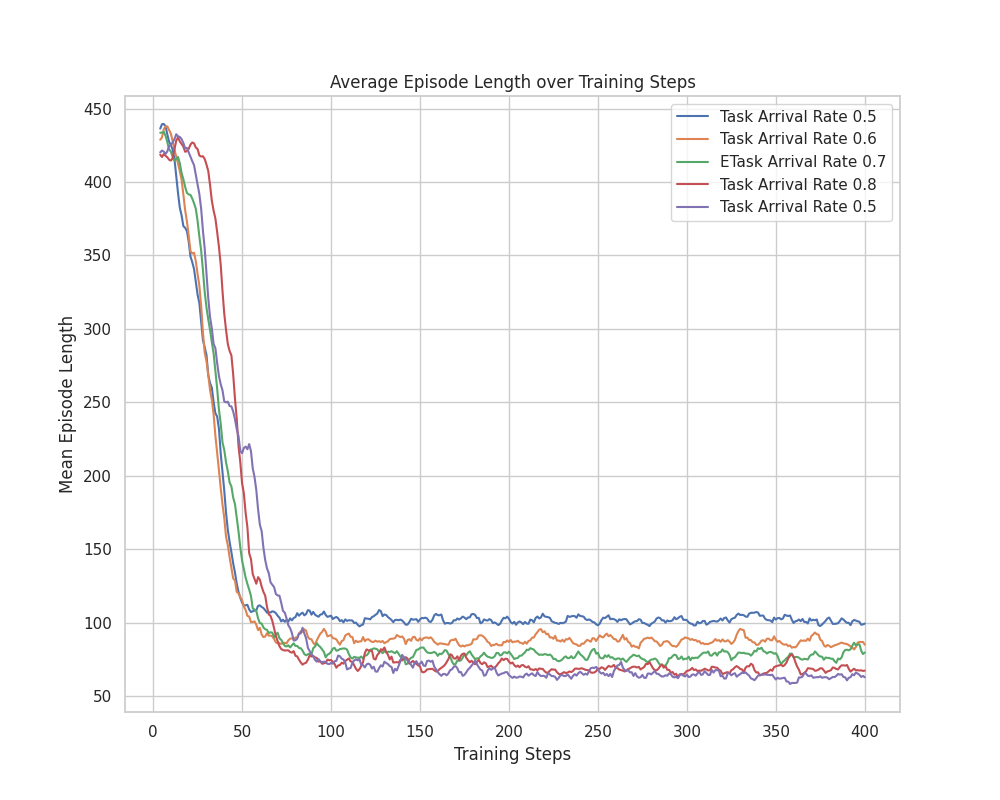 Average Episode Length over Training Steps
450
400
350
300
250
200
150
100
50
Mean Episode Length
Task Arrival Rate 0.5
Task Arrival Rate 0.6
ETask Arrival Rate 0.7
Task Arrival Rate 0.8
Task Arrival Rate 0.5
0 50 100 150 200 250 300 350 400
Training Steps